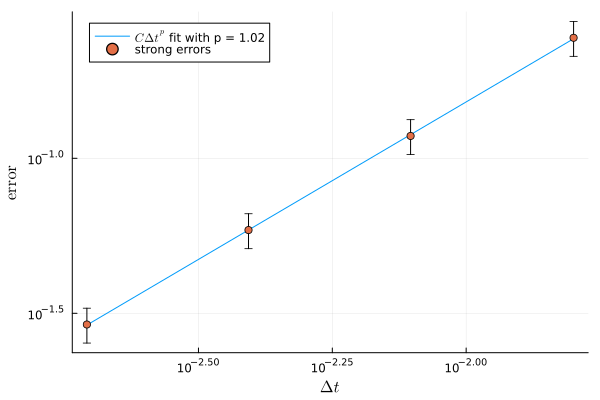 CΔt^p fit with p = 1.02
strong errors
error
10^−1.0
10^−1.5
10^−2.50
10^−2.25
10^−2.00
Δt